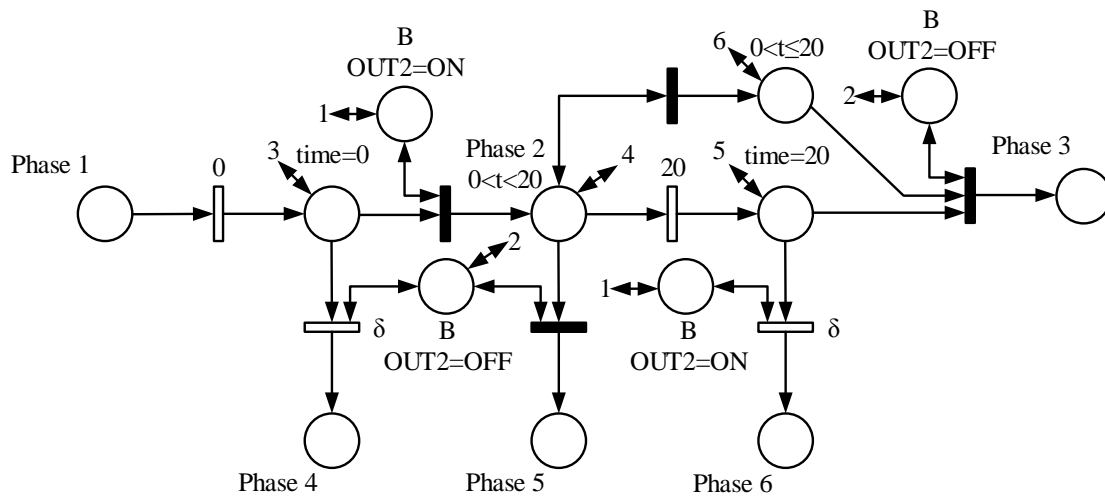 B
OUT2=ON
1
6
0<t≤20
B
OUT2=OFF
2
Phase 1
0
3
time=0
Phase 2
0<t<20
4
20
5
time=20
Phase 3
2
δ
B
OUT2=OFF
1
B
OUT2=ON
δ
Phase 4
Phase 5
Phase 6